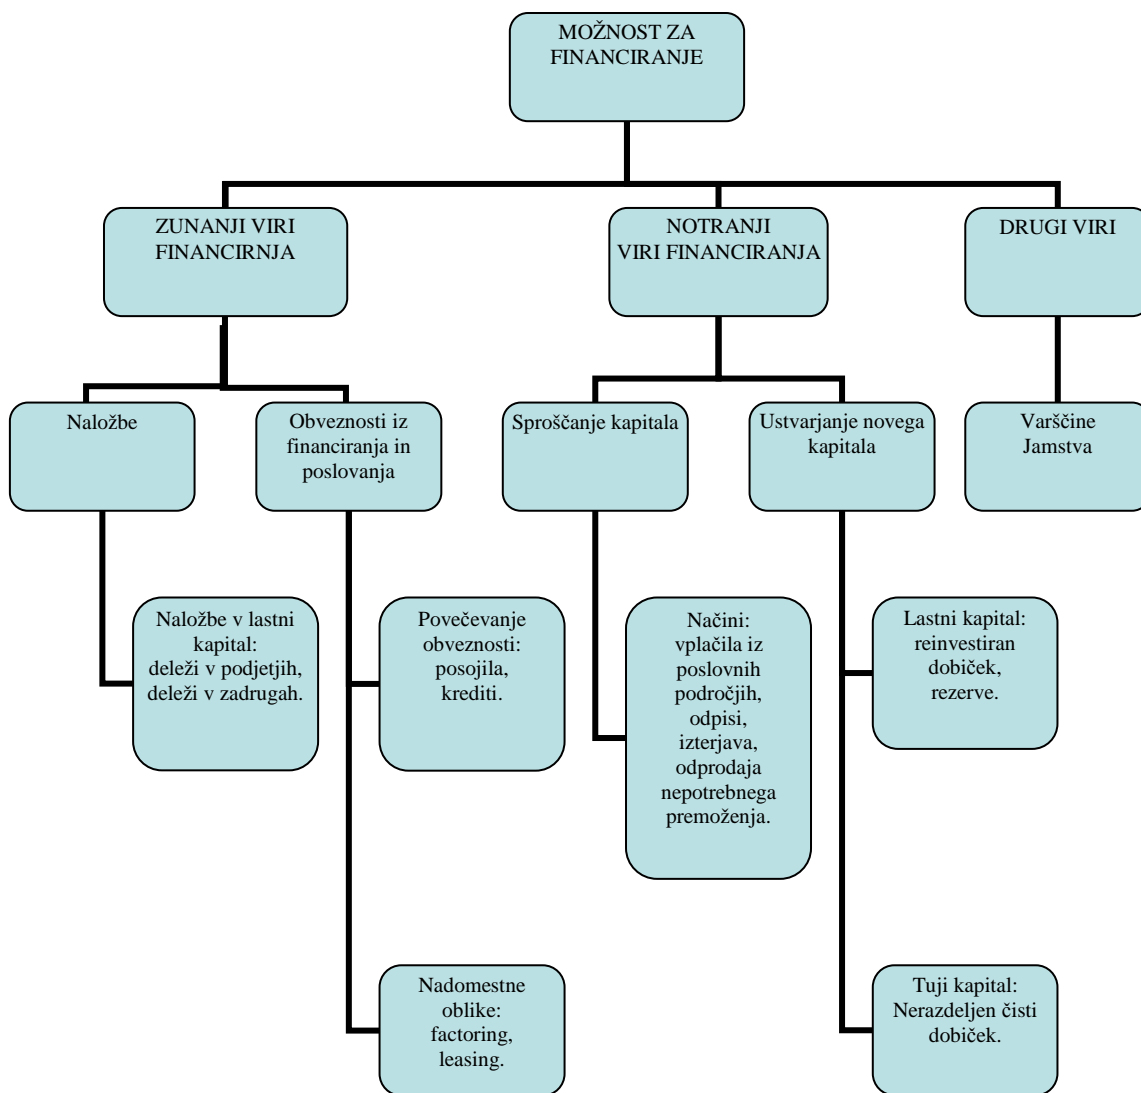 MOŽNOST ZA
FINANCIRANJE
ZUNANJI VIRI
FINANCIRNJA
NOTRANJI
VIRI FINANCIRANJA
DRUGI VIRI
Naložbe
Obveznosti iz
financiranja in
poslovanja
Sproščanje kapitala
Ustvarjanje novega
kapitala
Varščine
Jamstva
Naložbe v lastni
kapital:
deleži v podjetjih,
deleži v zadrugah.
Povečevanje
obveznosti:
posojila,
krediti.
Načini:
vplačila iz
poslovnih
področjih,
odpisi,
izterjava,
odprodaja
nepotrebnega
premoženja.
Lastni kapital:
reinvestiran
dobiček,
rezerve.
Nadomestne
oblike:
factoring,
leasing.
Tuji kapital:
Nerazdeljen čisti
dobiček.